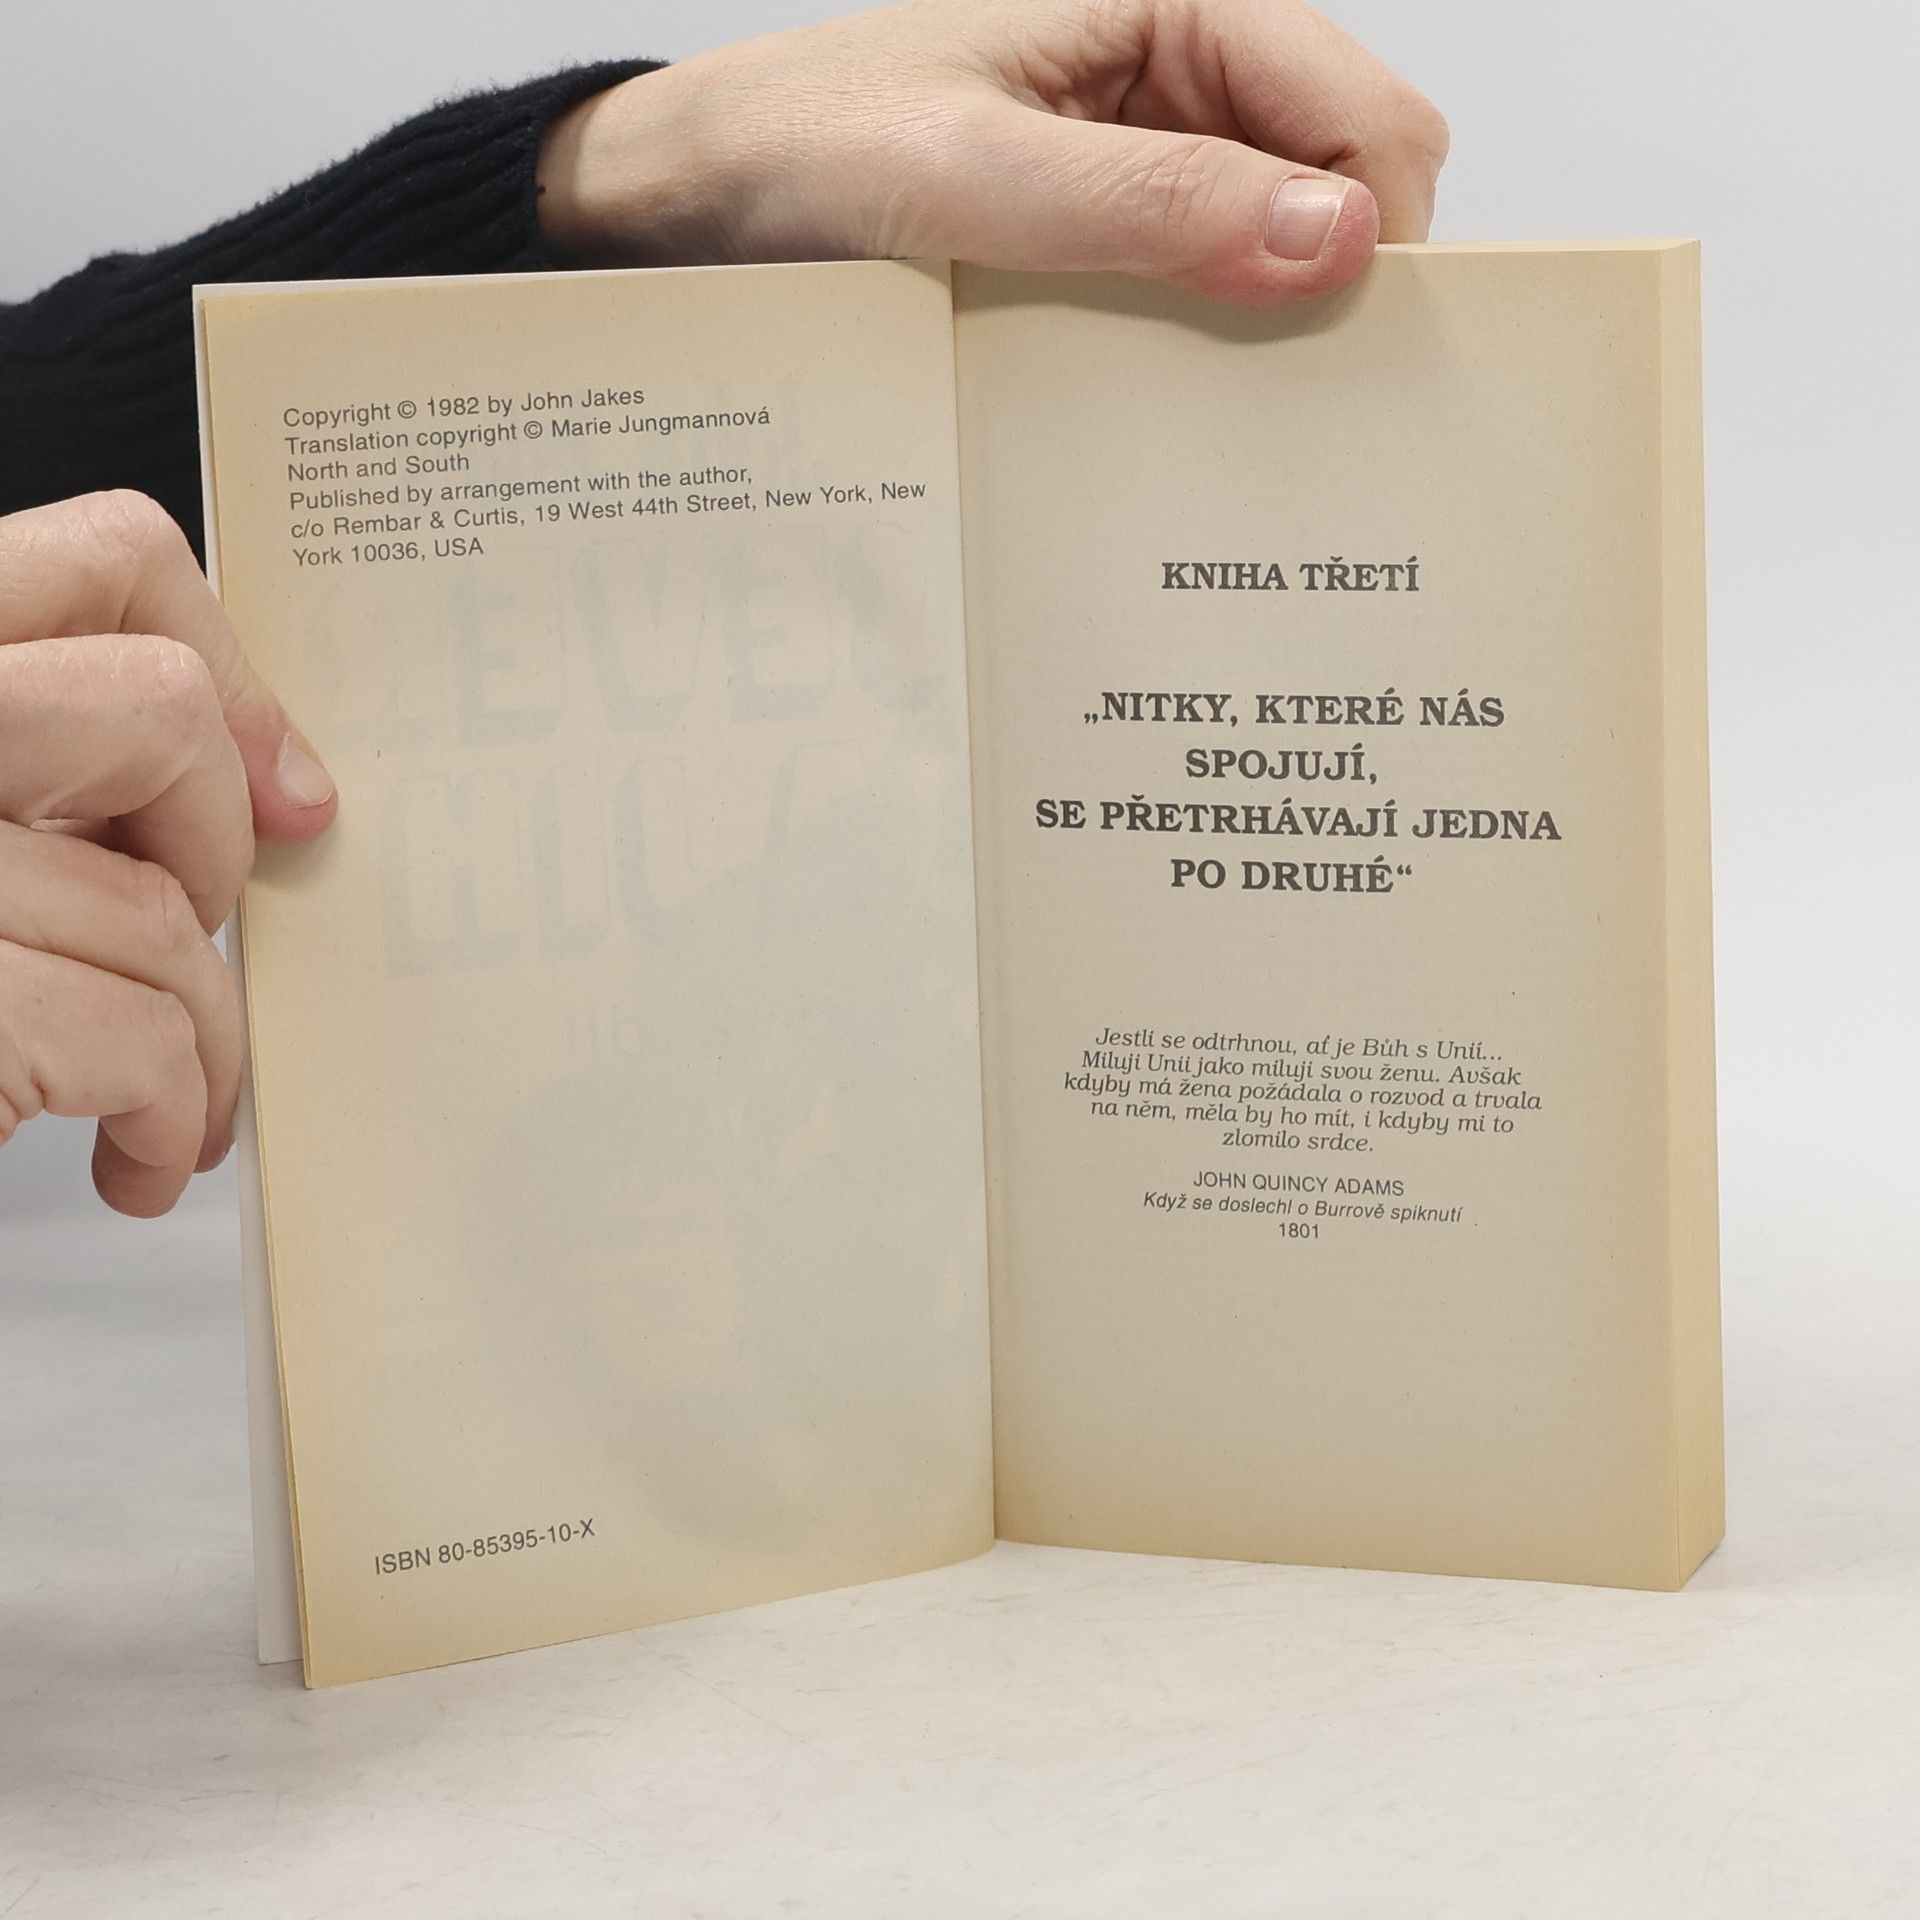 Copyright © 1982 by John Jakes
Translation copyright © Marie Jungmannová
North and South
Published by arrangement with the author,
c/o Rembar & Curtis, 19 West 44th Street, New York, New
York 10036, USA
ISBN 80-85395-10-X
KNIHA TŘETÍ
„NITKY, KTERÉ NÁS
SPOJUJÍ,
SE PŘETRHÁVAJÍ JEDNA
PO DRUHÉ“
Jestli se odtrhnou, ať je Bůh s Unií...
Miluji Unii jako miluji svou ženu. Avšak
kdyby má žena požádala o rozvod a trvala
na něm, měla by ho mít, i kdyby mi to
zlomilo srdce.
JOHN QUINCY ADAMS
Když se doslechl o Burrově spiknutí
1801